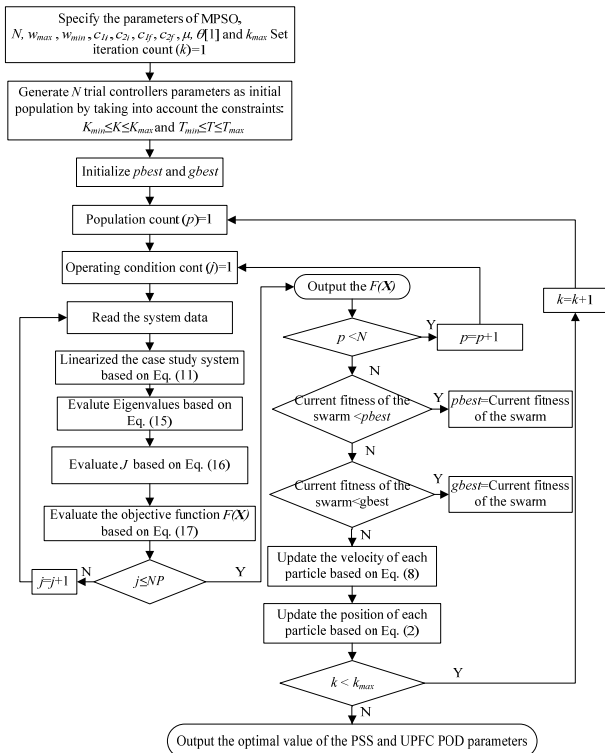 Specify the parameters of MPSO,
N, wmax , wmin, c1i, c2i, c1f, c2f, μ, θ[1] and kmax Set
iteration count (k)=1
Generate N trial controllers parameters as initial
population by taking into account the constraints:
Kmin≤K≤Kmax and Tmin≤T≤Tmax
Initialize pbest and gbest
Population count (p)=1
Operating condition cont (j)=1
Read the system data
Linearized the case study system
based on Eq. (11)
Evalute Eigenvalues based on
Eq. (15)
Evaluate J based on Eq. (16)
Evaluate the objective function F(X)
based on Eq. (17)
j≤NP
N
j=j+1
Y
Output the F(X)
p <N
Y
p=p+1
N
Current fitness of the
swarm <pbest
Y
pbest=Current fitness
of the swarm
N
Current fitness of the
swarm<gbest
Y
gbest=Current fitness
of the swarm
N
Update the velocity of each
particle based on Eq. (8)
Update the position of each
particle based on Eq. (2)
k < kmax
Y
k=k+1
N
Output the optimal value of the PSS and UPFC POD parameters